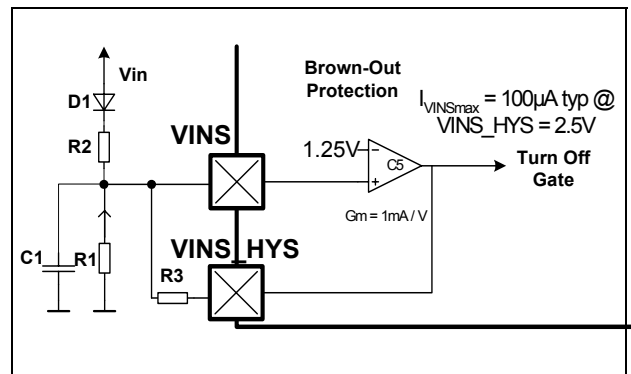 Vin
D1
R2
C1
R1
R3
VINS
VINS_HYS
Brown-Out
Protection
1.25V
C5
Gm = 1mA / V
I VINSmax = 100µA typ @
VINS_HYS = 2.5V
Turn Off
Gate